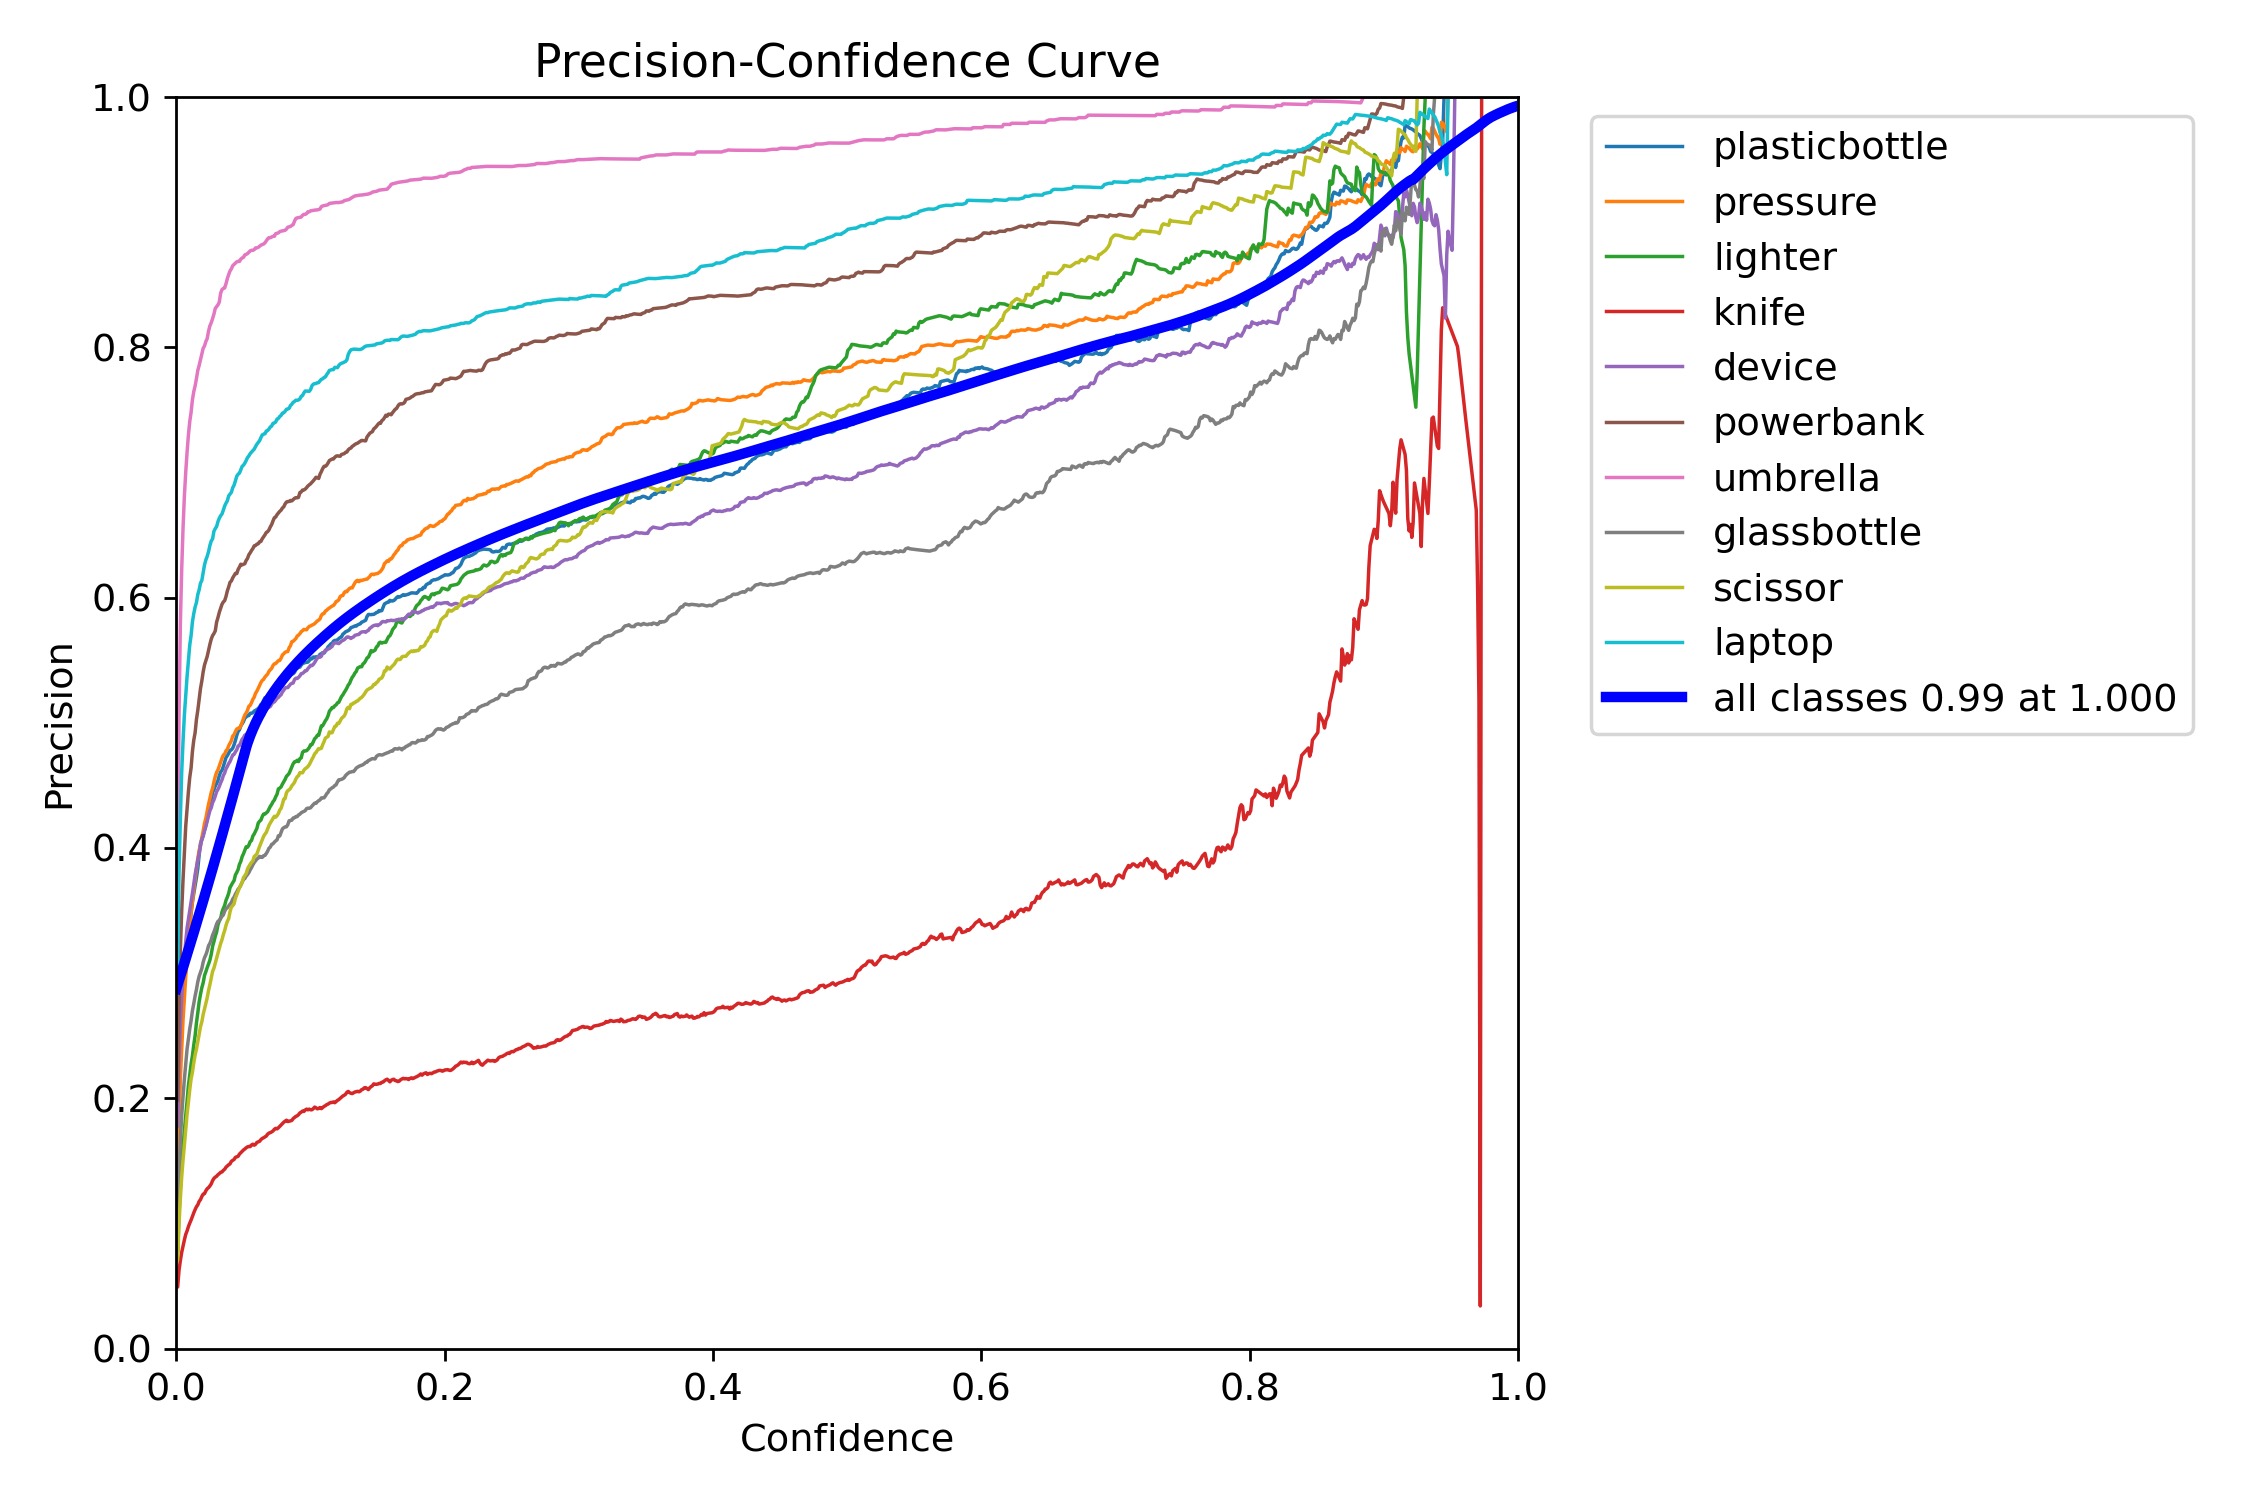 Precision-Confidence Curve
1.0
0.8
0.6
0.4
0.2
0.0
Precision
0.0 0.2 0.4 0.6 0.8 1.0
Confidence
plasticbottle
pressure
lighter
knife
device
powerbank
umbrella
glassbottle
scissor
laptop
all classes 0.99 at 1.000